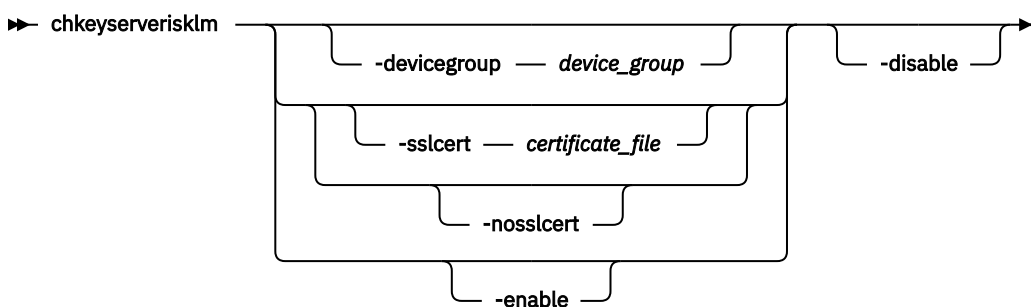 chkeyserverisklm
-devicegroup device_group -disable
-sslcert certificate_file
-nosslcert
-enable